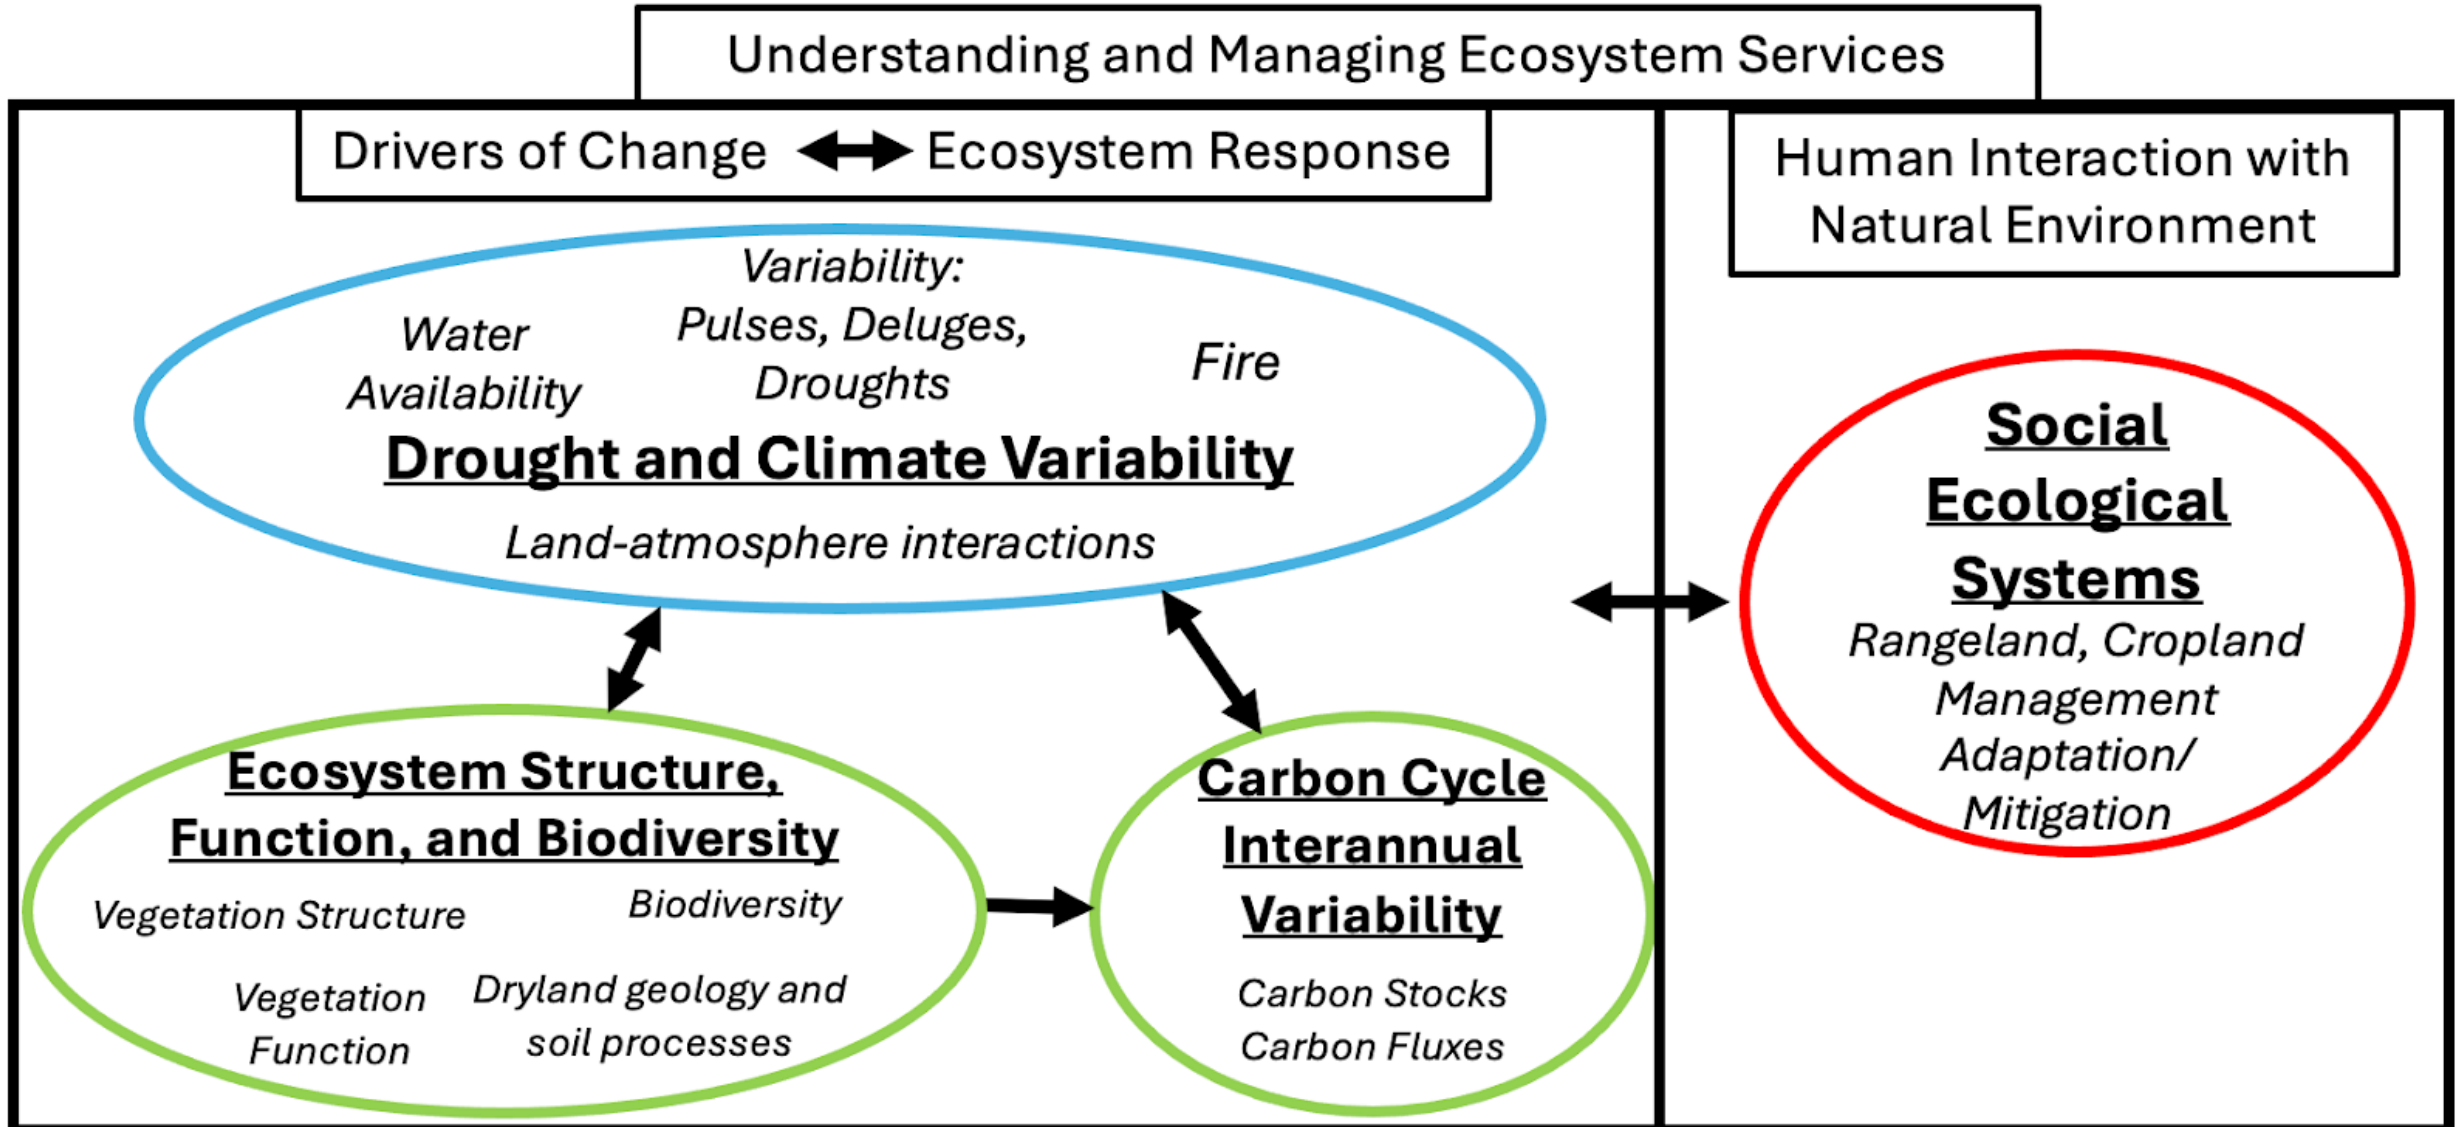 Understanding and Managing Ecosystem Services
Drivers of Change Ecosystem Response
Human Interaction with
Natural Environment
Variability:
Pulses, Deluges,
Droughts
Water
Availability
Fire
Drought and Climate Variability
Land-atmosphere interactions
Social
Ecological
Systems
Rangeland, Cropland
Management
Adaptation/
Mitigation
Ecosystem Structure,
Function, and Biodiversity
Vegetation Structure
Biodiversity
Vegetation
Function
Dryland geology and
soil processes
Carbon Cycle
Interannual
Variability
Carbon Stocks
Carbon Fluxes